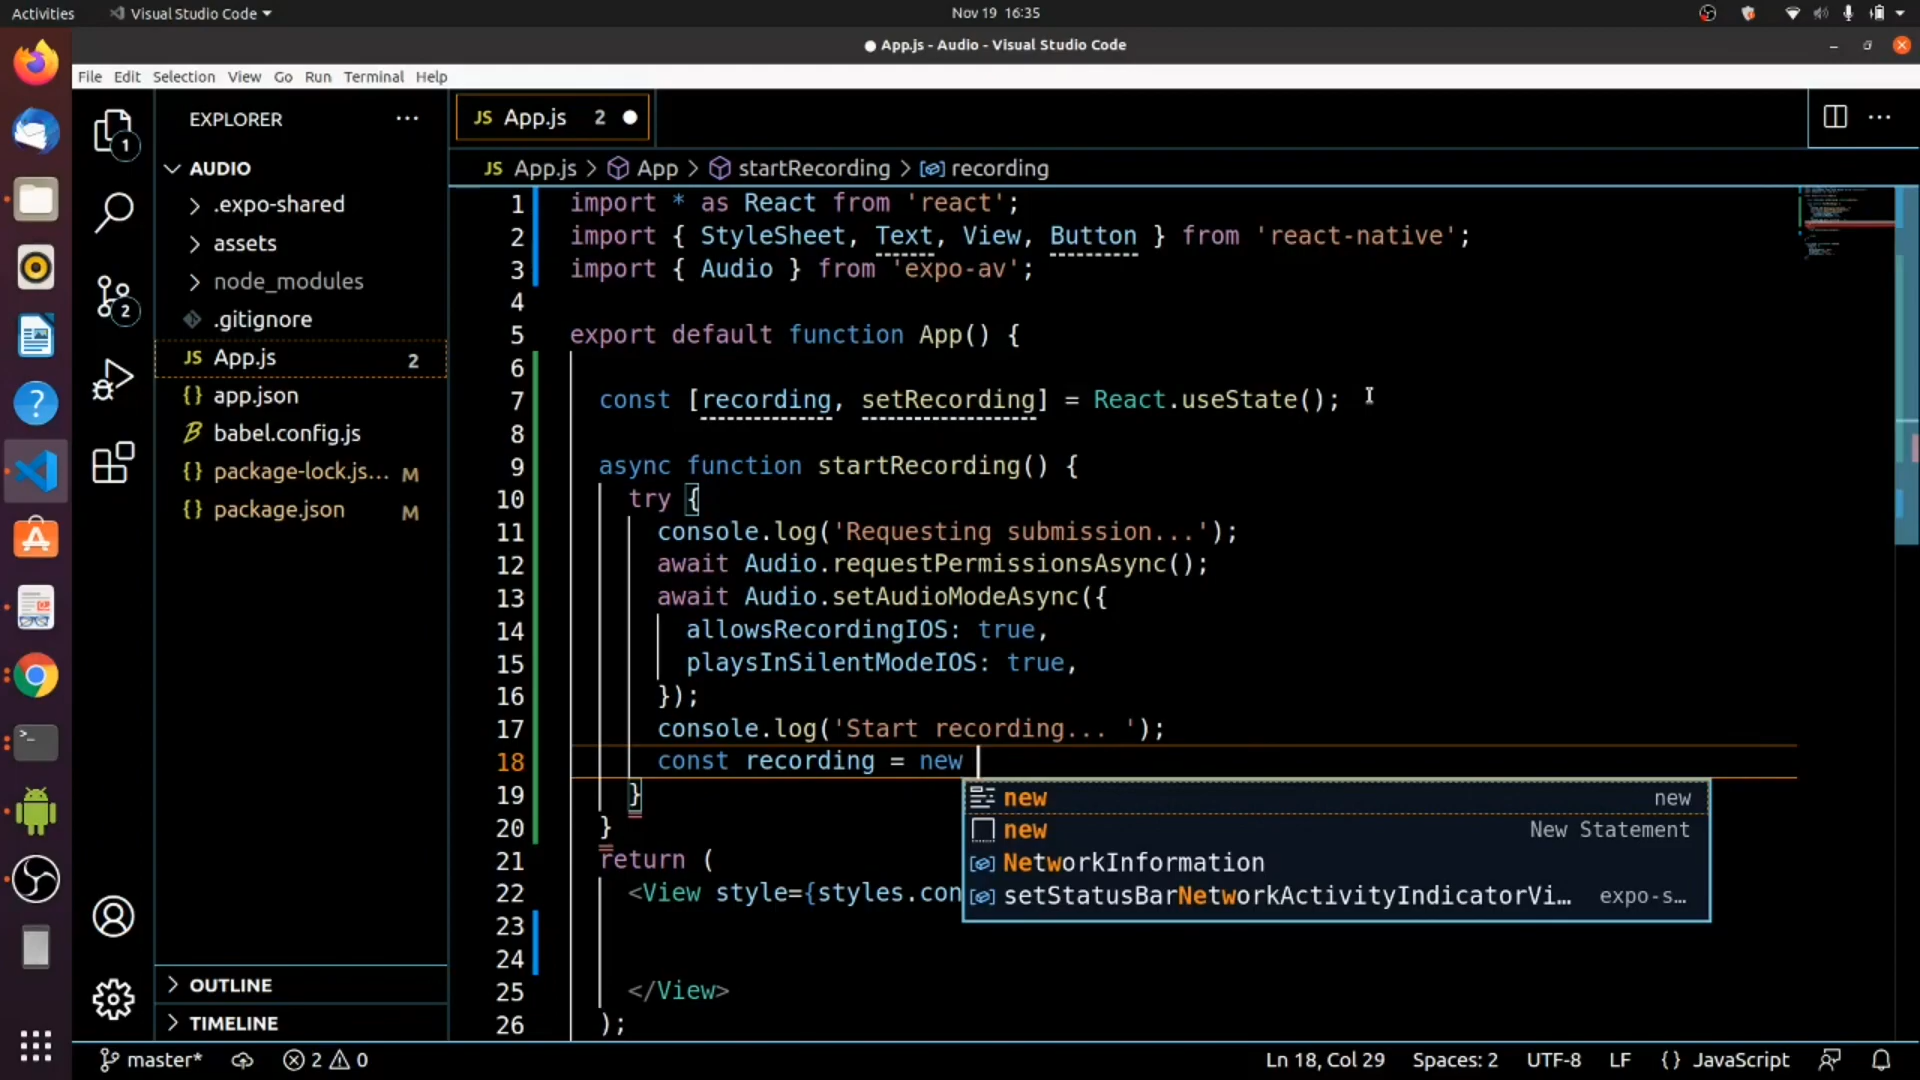 Activities Visual Studio Code Nov 19 16:35
App.js - Audio - Visual Studio Code
File Edit Selection View Go Run Terminal Help
EXPLORER ...
AUDIO
.expo-shared
assets
node_modules
.gitignore
JS App.js 2
{} app.json
babel.config.js
{} package-lock.js... M
{} package.json M
OUTLINE
TIMELINE
1
2
JS App.js 2
JS App.js > App > startRecording > recording
1 import * as React from 'react';
2 import { StyleSheet, Text, View, Button } from 'react-native';
3 import { Audio } from 'expo-av';
4
5 export default function App() {
6
7 const [recording, setRecording] = React.useState();
8
9 async function startRecording() {
10 try {
11 console.log('Requesting submission...');
12 await Audio.requestPermissionsAsync();
13 await Audio.setAudioModeAsync({
14 allowsRecordingIOS: true,
15 playsInSilentModeIOS: true,
16 });
17 console.log('Start recording... ');
18 const recording = new
19 }
20 }
21 return (
22 <View style={styles.con
23
24
25 </View>
26 );
new new
new New Statement
NetworkInformation
setStatusBarNetworkActivityIndicatorVi... expo-s...
master* 2 0 Ln 18, Col 29 Spaces: 2 UTF-8 LF {} JavaScript